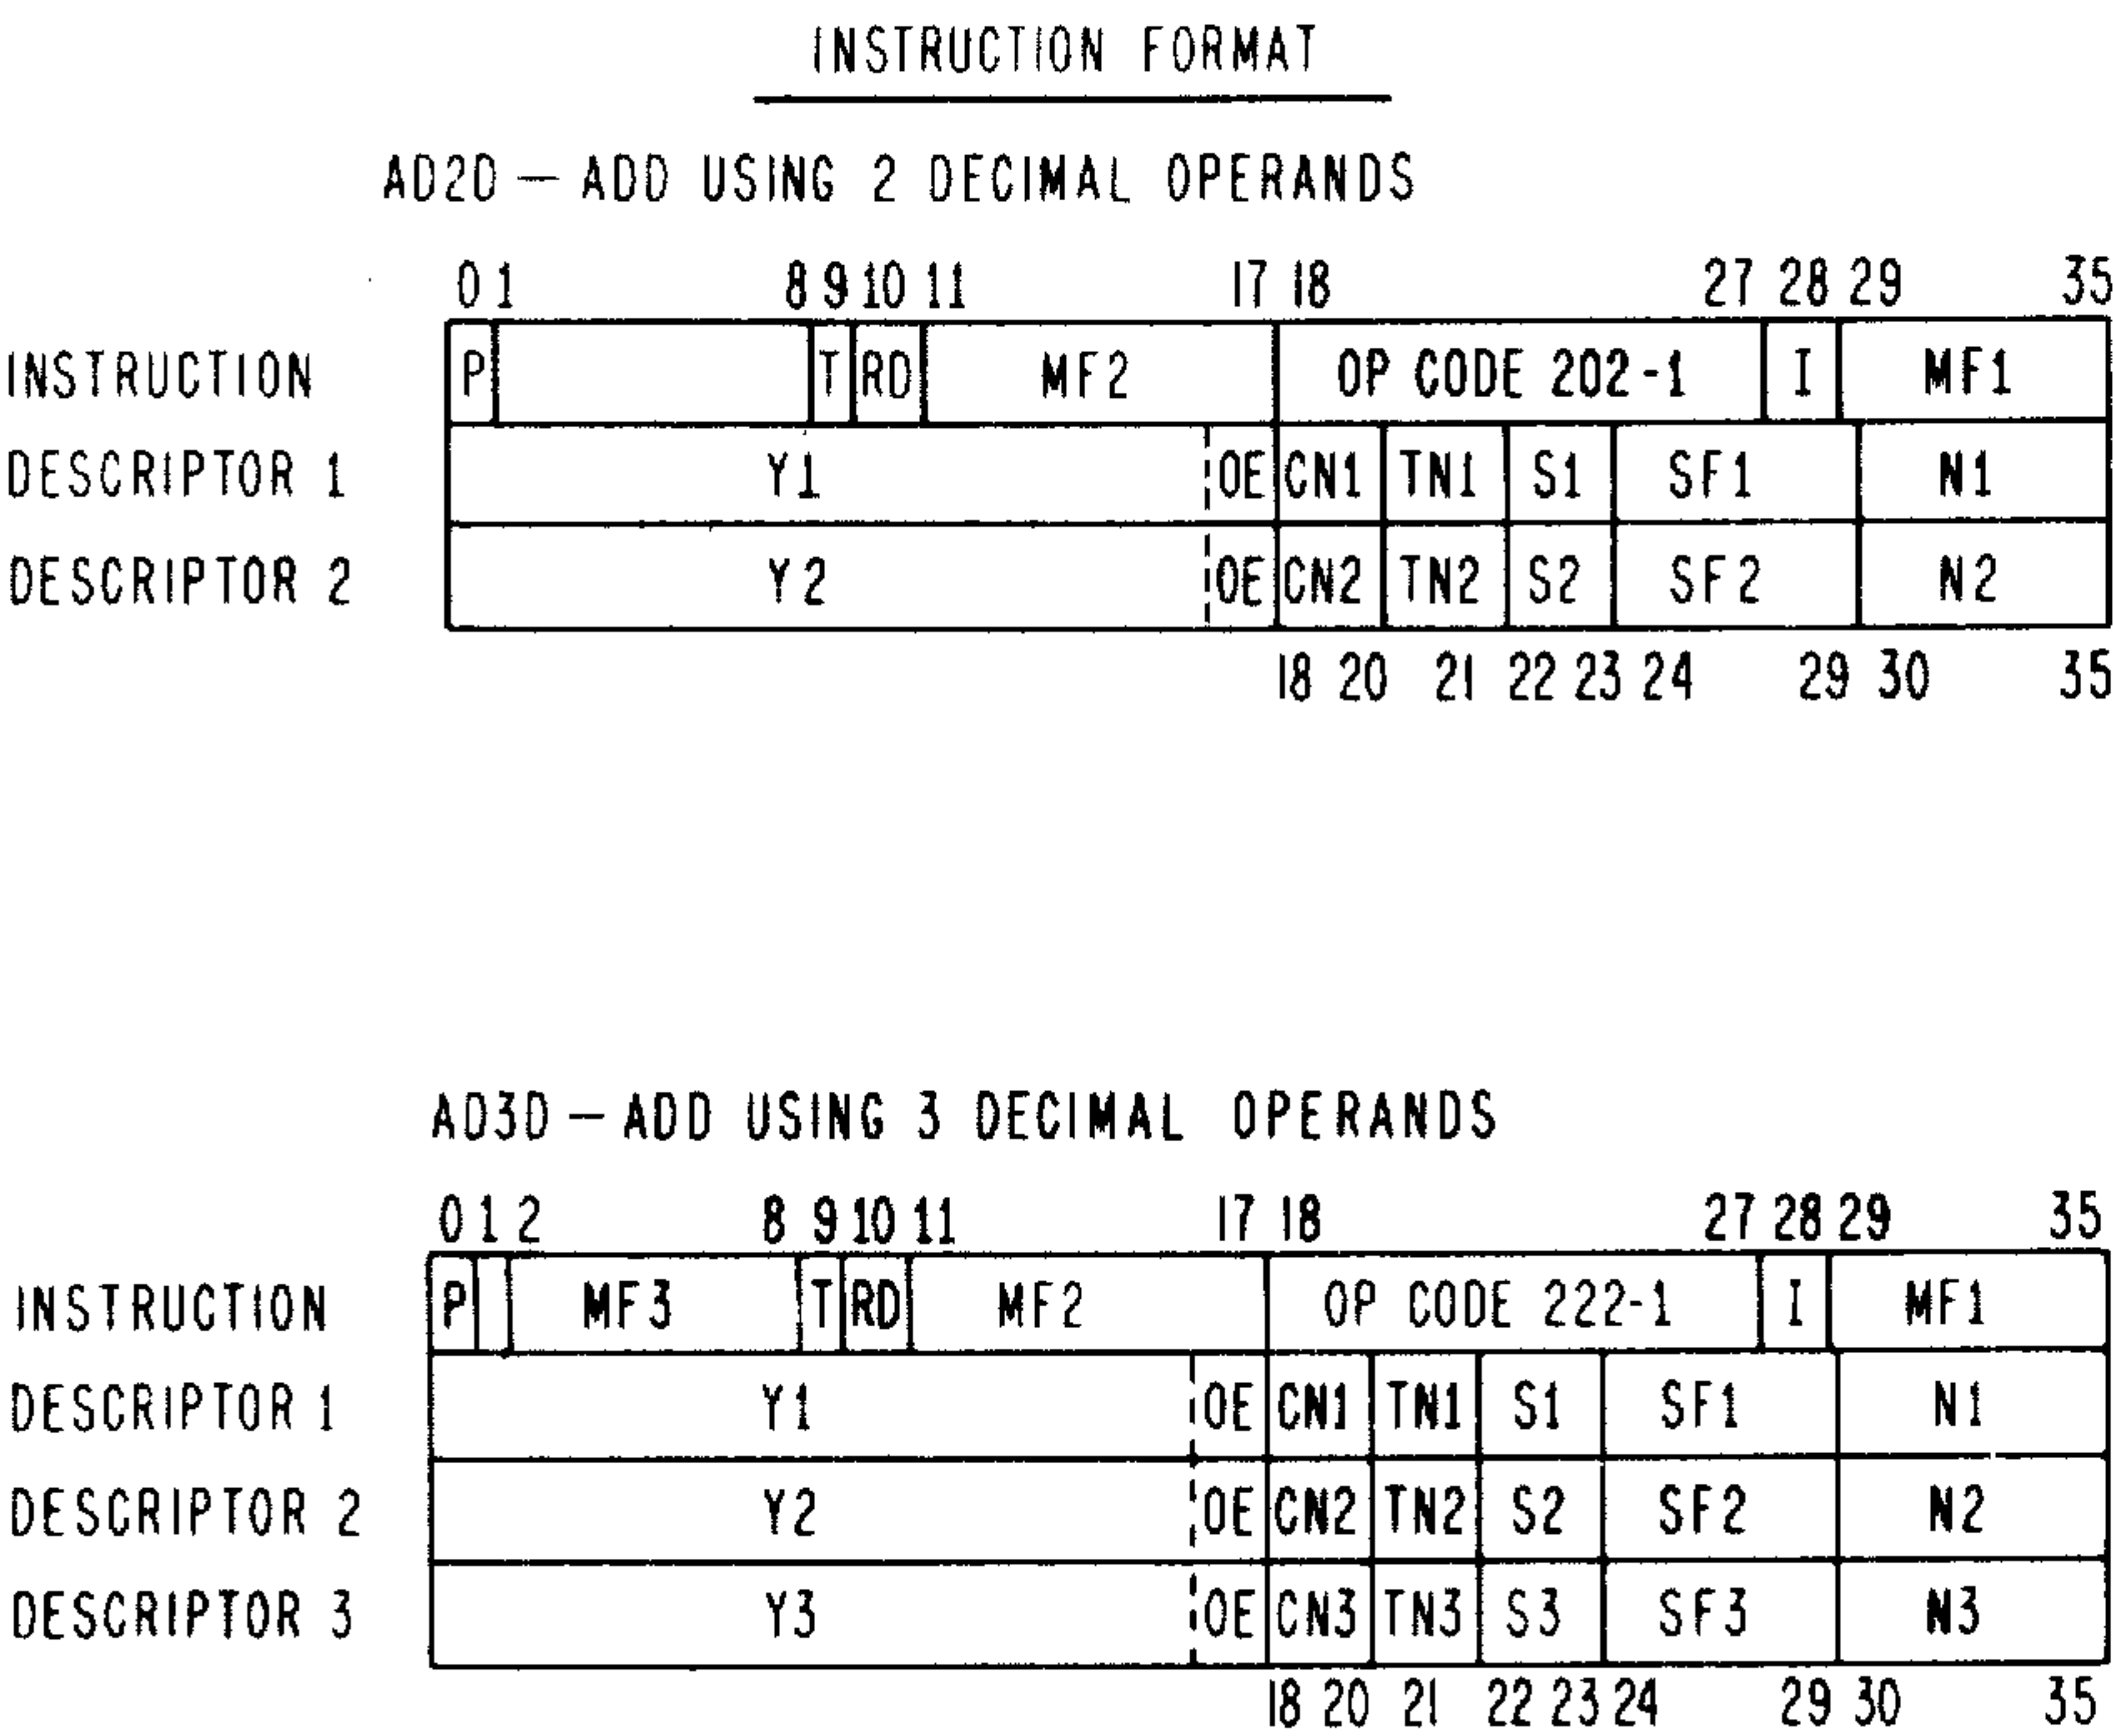 INSTRUCTION FORMAT
AD2D — ADD USING 2 DECIMAL OPERANDS
0 1 8 9 10 11 17 18 27 28 29 35
INSTRUCTION P T RD MF2 OP CODE 202-1 I MF1
DESCRIPTOR 1 Y1 OE CN1 TN1 S1 SF1 N1
DESCRIPTOR 2 Y2 OE CN2 TN2 S2 SF2 N2
18 20 21 22 23 24 29 30 35
AD3D — ADD USING 3 DECIMAL OPERANDS
0 1 2 8 9 10 11 17 18 27 28 29 35
INSTRUCTION P MF3 T RD MF2 OP CODE 222-1 I MF1
DESCRIPTOR 1 Y1 OE CN1 TN1 S1 SF1 N1
DESCRIPTOR 2 Y2 OE CN2 TN2 S2 SF2 N2
DESCRIPTOR 3 Y3 OE CN3 TN3 S3 SF3 N3
18 20 21 22 23 24 29 30 35